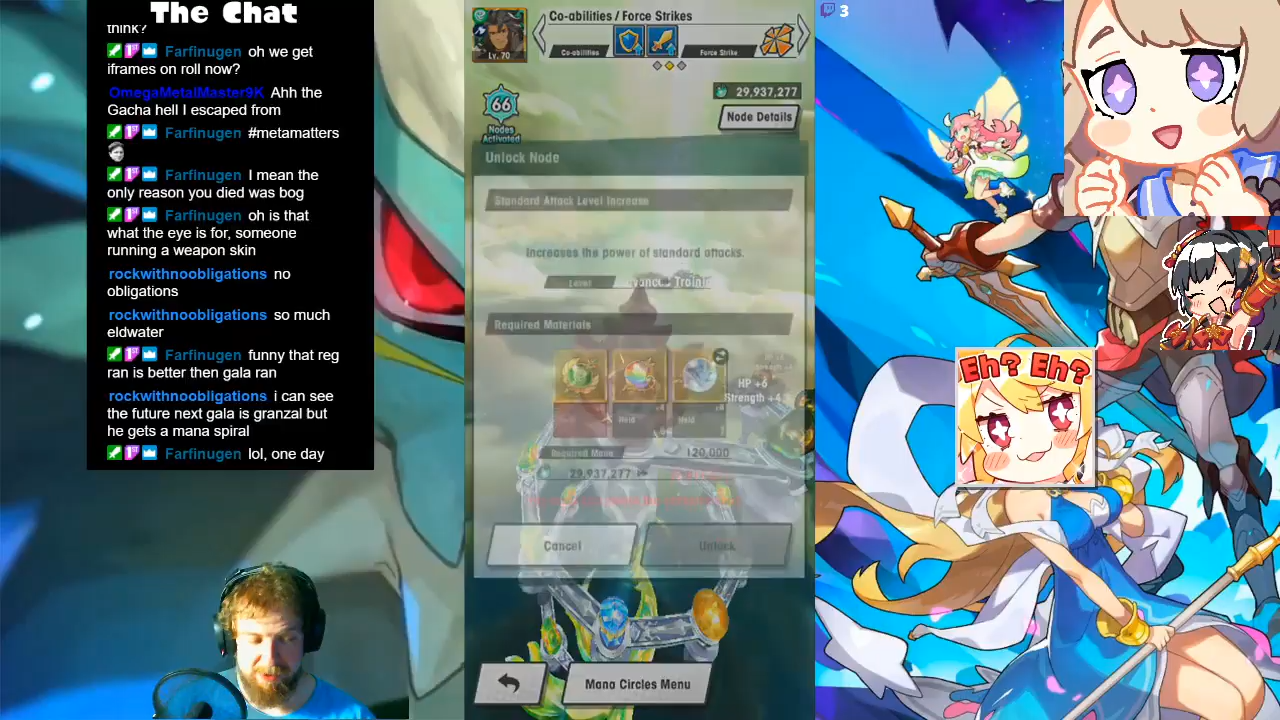 The Chat
think?
Farfinugen oh we get
iframes on roll now?
OmegaMetalMaster9K Ahh the
Gacha hell I escaped from
Farfinugen #metamatters
Farfinugen I mean the
only reason you died was bog
Farfinugen oh is that
what the eye is for, someone
running a weapon skin
rockwithnoobligations no
obligations
rockwithnoobligations so much
eldwater
Farfinugen funny that reg
ran is better then gala ran
rockwithnoobligations i can see
the future next gala is granzal but
he gets a mana spiral
Farfinugen lol, one day
Co-abilities / Force Strikes
Lv. 70
Co-abilities
Force Strike
66
Nodes
Activated
29,937,277
Node Details
Unlock Node
Standard Attack Level Increase
Increases the power of standard attacks.
Level
Required Materials
HP +6
Strength +4
Held
Held
Required Mana
120,000
29,937,277
Cancel
Unlock
Mana Circles Menu
3
Eh? Eh?